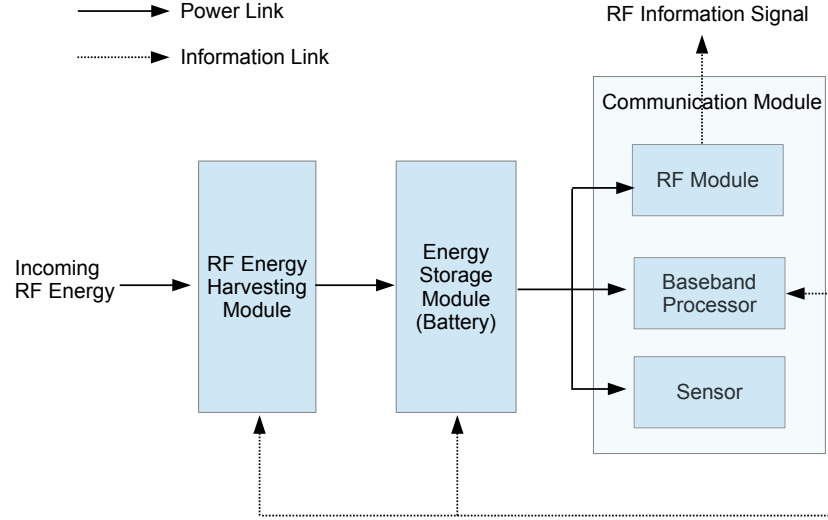 Power Link
Information Link
RF Information Signal
Communication Module
RF Module
Incoming
RF Energy
RF Energy
Harvesting
Module
Energy
Storage
Module
(Battery)
Baseband
Processor
Sensor